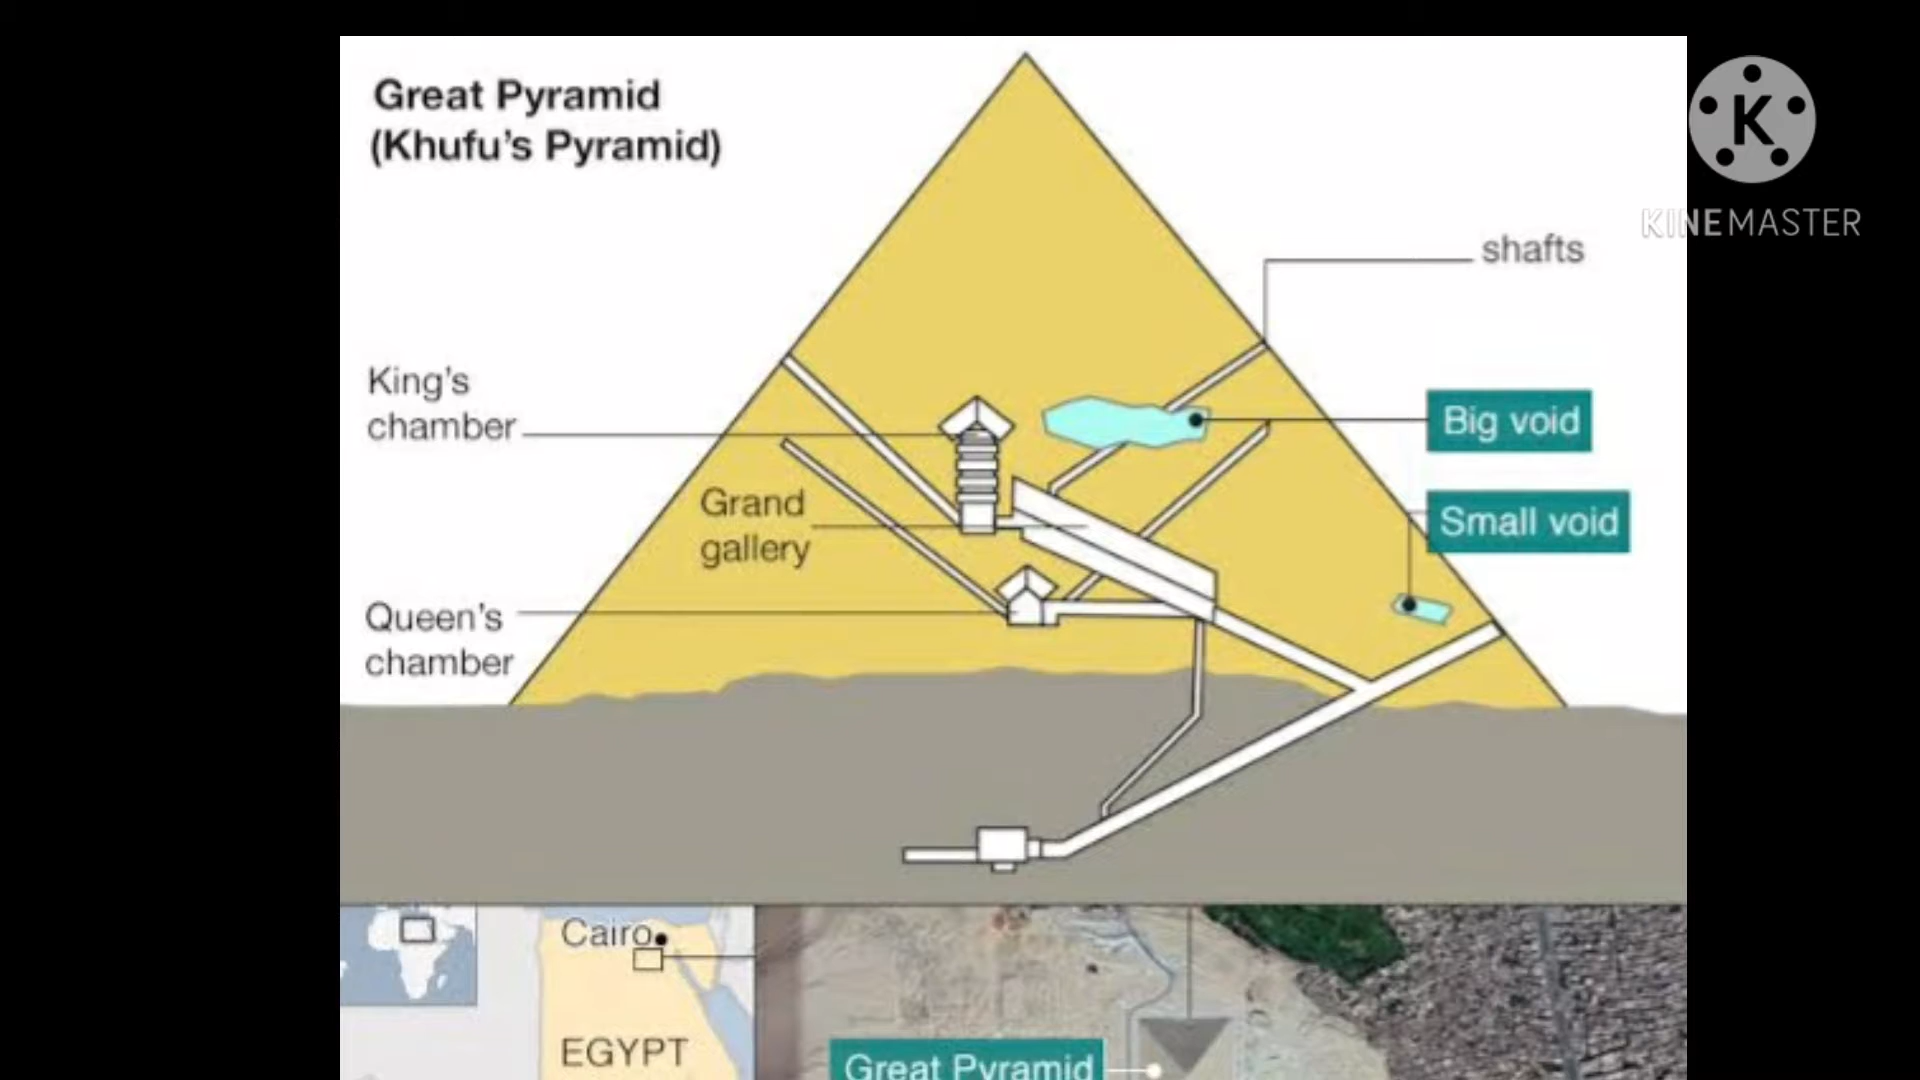 Great Pyramid
(Khufu's Pyramid)
K
KINEMASTER
shafts
King's
chamber
Big void
Grand
gallery
Small void
Queen's
chamber
Cairo
EGYPT
Great Pyramid